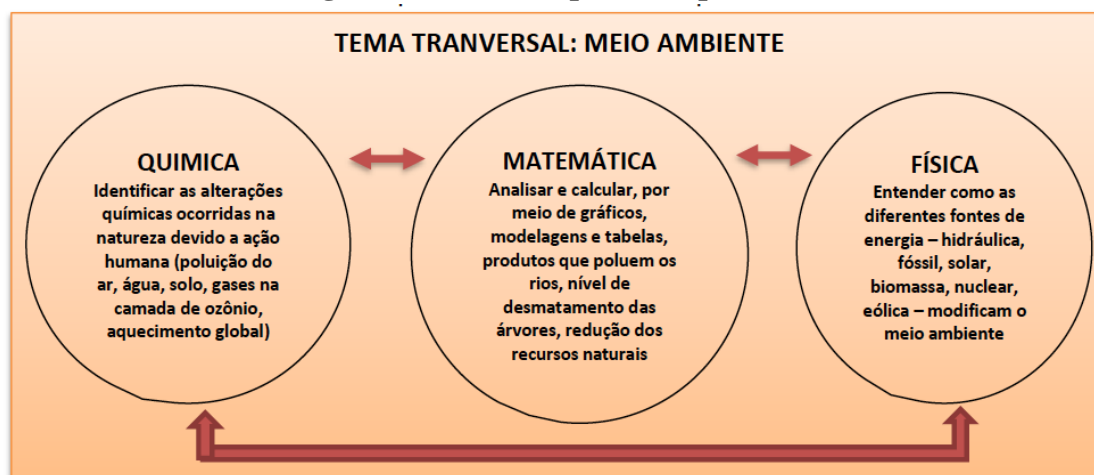 TEMA TRANVERSAL: MEIO AMBIENTE
QUIMICA
Identificar as alterações
químicas ocorridas na
natureza devido a ação
humana (poluição do
ar, água, solo, gases na
camada de ozônio,
aquecimento global)
MATEMÁTICA
Analisar e calcular, por
meio de gráficos,
modelagens e tabelas,
produtos que poluem os
rios, nível de
desmatamento das
árvores, redução dos
recursos naturais
FÍSICA
Entender como as
diferentes fontes de
energia – hidráulica,
fóssil, solar,
biomassa, nuclear,
eólica – modificam o
meio ambiente